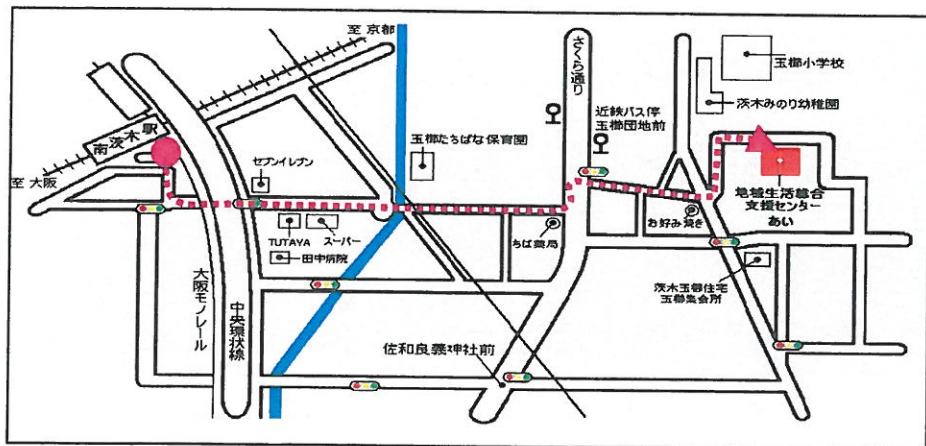 至 京都
さくら通り
玉櫛小学校
近鉄バス停
玉櫛団地前
茨木みのり幼稚園
南茨木駅
玉櫛たちばな保育園
セブンイレブン
至 大阪
地域生活総合
支援センター
あい
お好み焼き
TUTAYA
スーパー
ちば薬局
田中病院
茨木玉櫛住宅
玉櫛集会所
大阪モノレール
中央環状線
佐和良義神社前